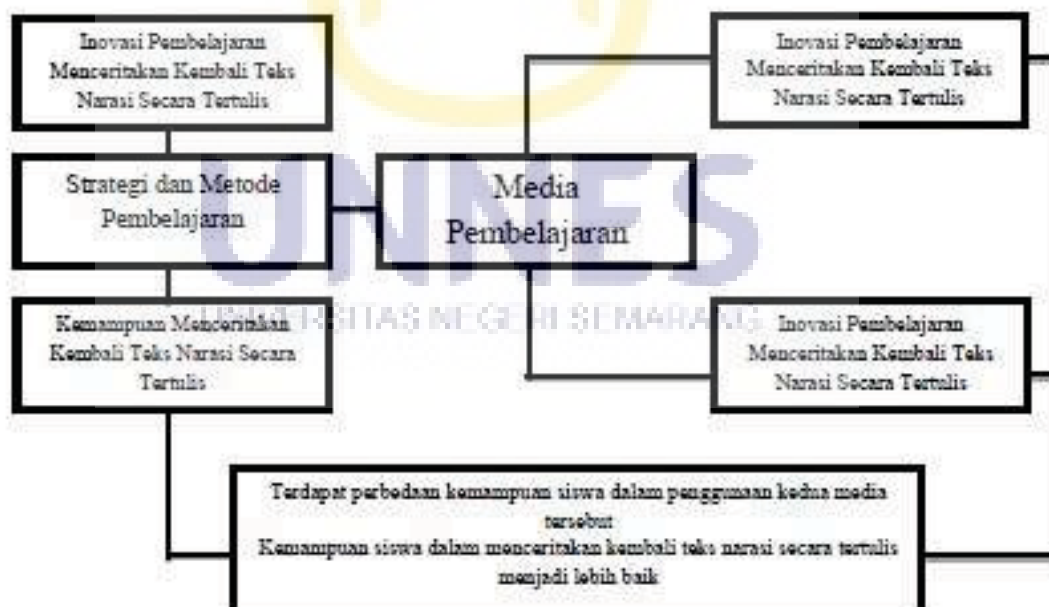 Inovasi Pembelajaran
Menceritakan Kembali Teks
Narasi Secara Tertulis
Strategi dan Metode
Pembelajaran
Kemampuan Menceritakan
Kembali Teks Narasi Secara
Tertulis
Media
Pembelajaran
Inovasi Pembelajaran
Menceritakan Kembali Teks
Narasi Secara Tertulis
Inovasi Pembelajaran
Menceritakan Kembali Teks
Narasi Secara Tertulis
Terdapat perbedaan kemampuan siswa dalam penggunaan kedua media
tersebut
Kemampuan siswa dalam menceritakan kembali teks narasi secara tertulis
menjadi lebih baik
UNNES
UNIVERSITAS NEGERI SEMARANG